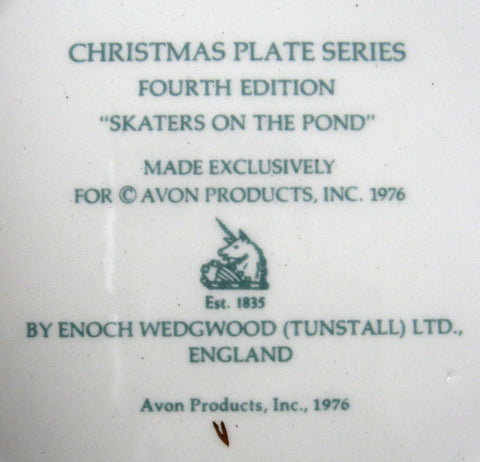 CHRISTMAS PLATE SERIES
FOURTH EDITION
"SKATERS ON THE POND"
MADE EXCLUSIVELY
FOR © AVON PRODUCTS, INC. 1976
Est. 1835
BY ENOCH WEDGWOOD (TUNSTALL) LTD.,
ENGLAND
Avon Products, Inc., 1976